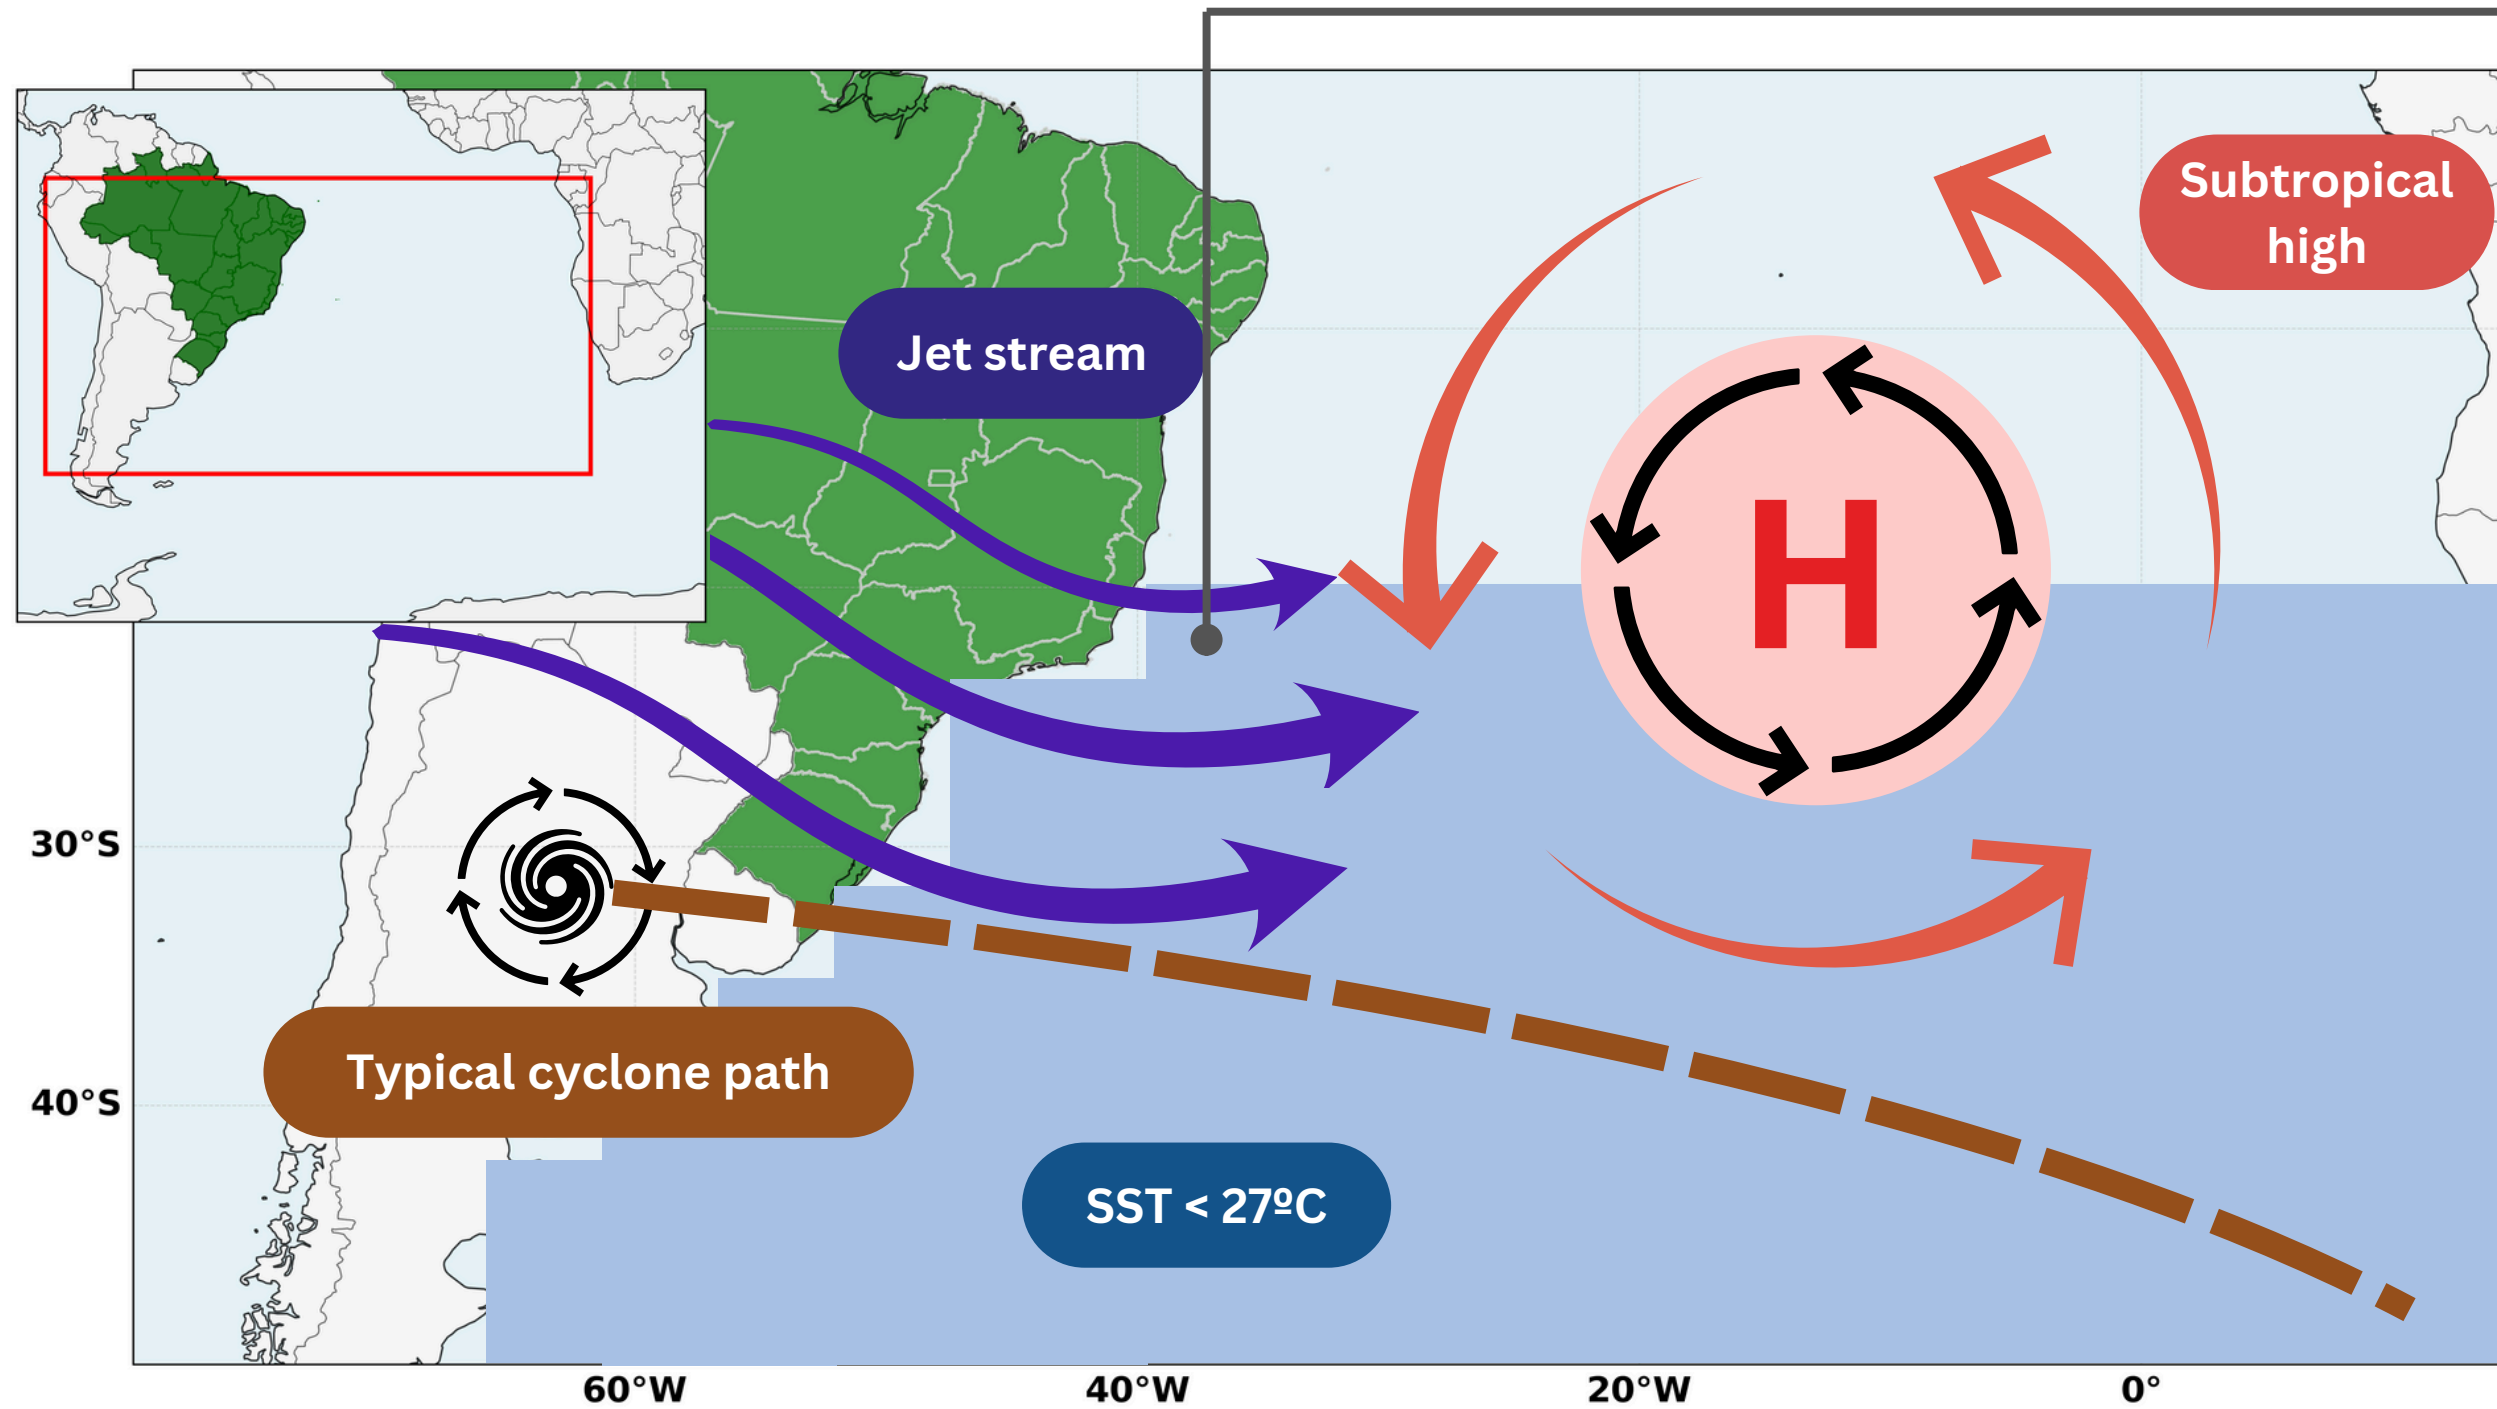 Subtropical
high
Jet stream
H
30°S
Typical cyclone path
40°S
SST < 27ºC
60°W
40°W
20°W
0°